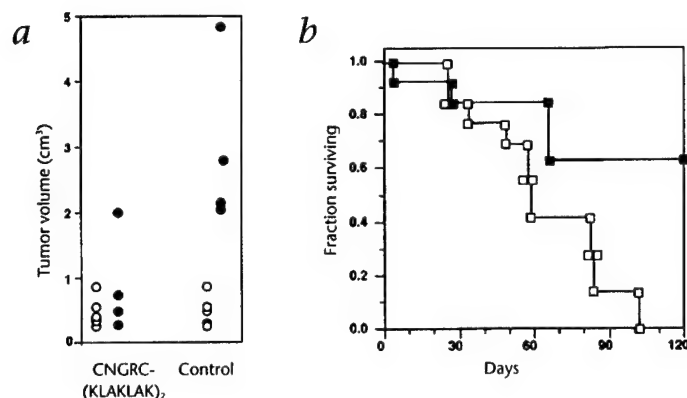 a
Tumor volume (cm³)
5
4
3
2
1
0
CNGRC-
(KLAKLAK)₂
Control
b
Fraction surviving
1.0
0.8
0.6
0.4
0.2
0.0
0
30
60
90
120
Days